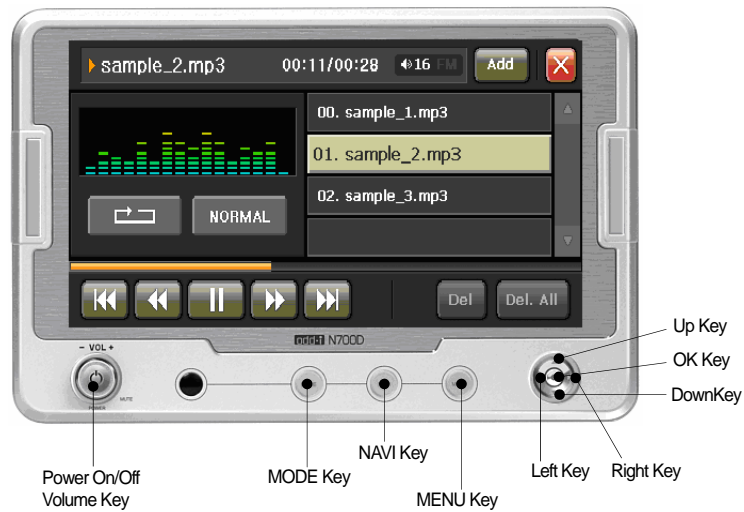 sample_2.mp3 00:11/00:28 16 FM Add X
00. sample_1.mp3
01. sample_2.mp3
02. sample_3.mp3
NORMAL
Del Del. All
N700D
- VOL +
MUTE
POWER
Up Key
OK Key
DownKey
Left Key Right Key
NAVI Key
MODE Key
MENU Key
Power On/Off
Volume Key